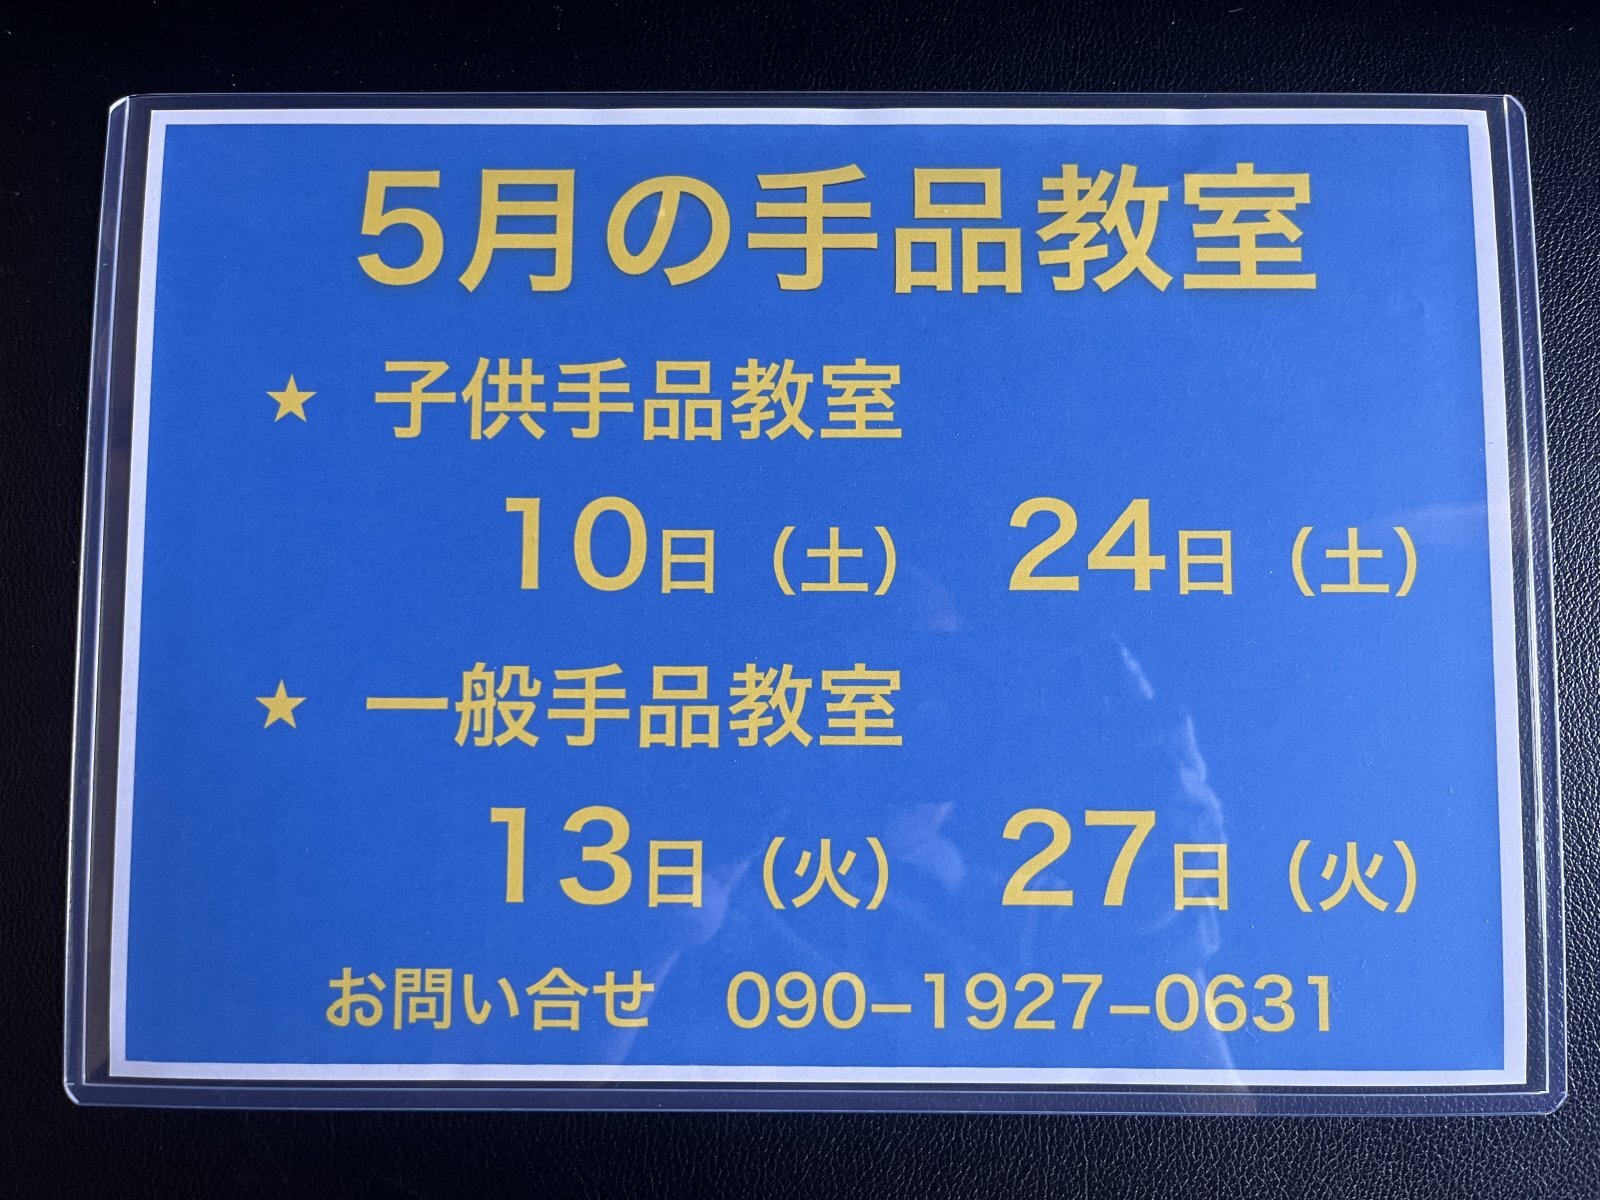 5月の手品教室
★ 子供手品教室
10日（土） 24日（土）
★ 一般手品教室
13日（火） 27日（火）
お問い合せ 090-1927-0631